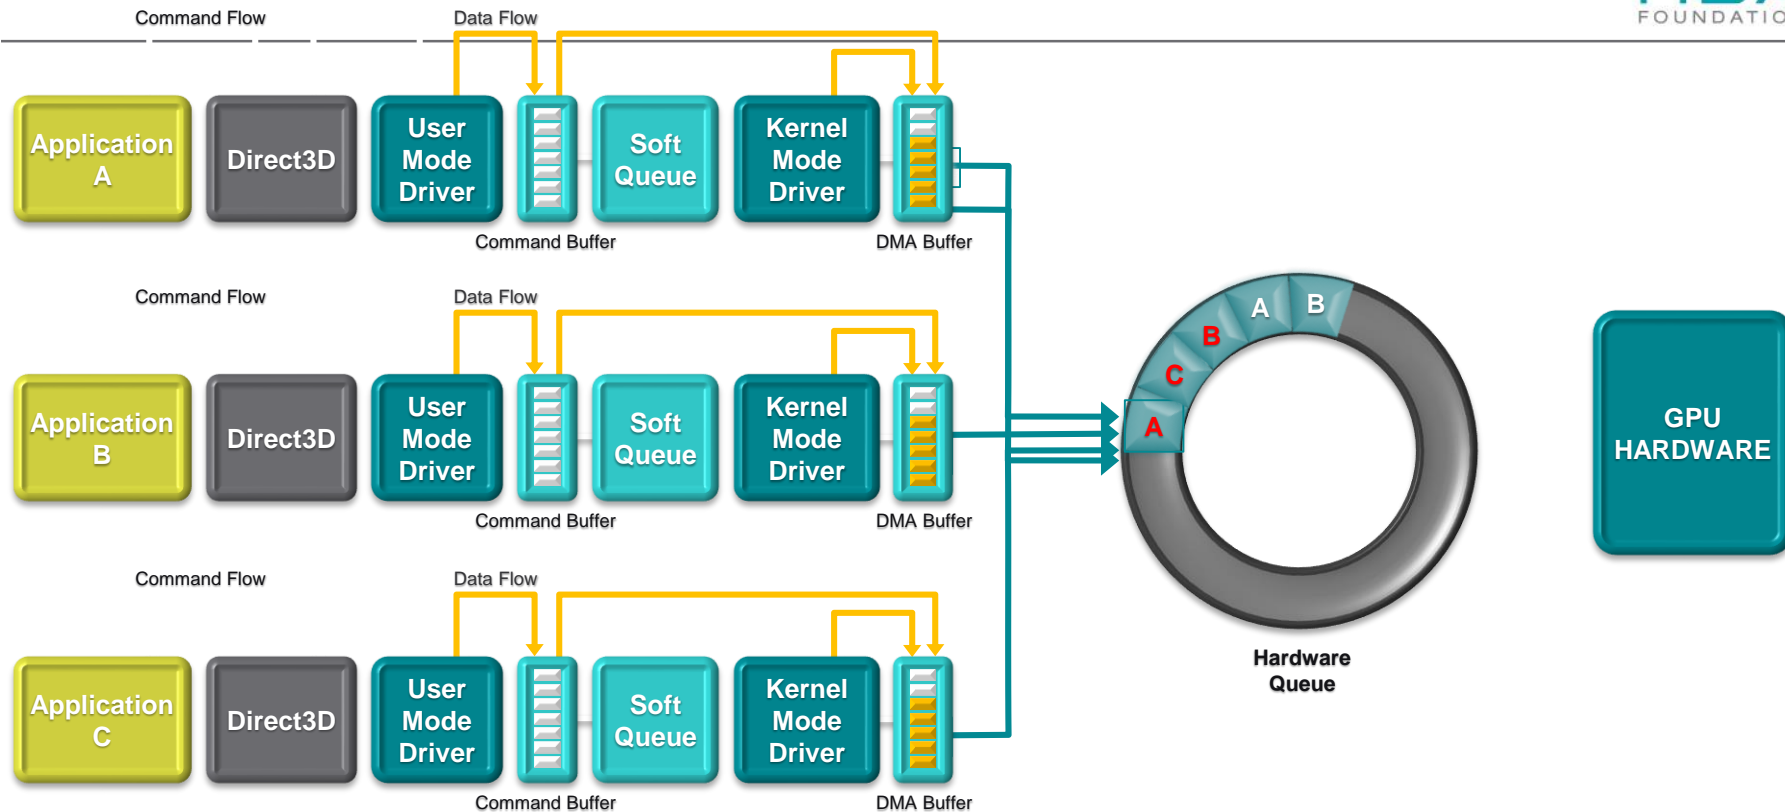 FOUNDATIO
Command Flow
Data Flow
Application
A
Direct3D
User
Mode
Driver
Soft
Queue
Kernel
Mode
Driver
Command Buffer
DMA Buffer
Command Flow
Data Flow
Application
B
Direct3D
User
Mode
Driver
Soft
Queue
Kernel
Mode
Driver
Command Buffer
DMA Buffer
Command Flow
Data Flow
Application
C
Direct3D
User
Mode
Driver
Soft
Queue
Kernel
Mode
Driver
Command Buffer
DMA Buffer
A
C
B
A
B
Hardware
Queue
GPU
HARDWARE